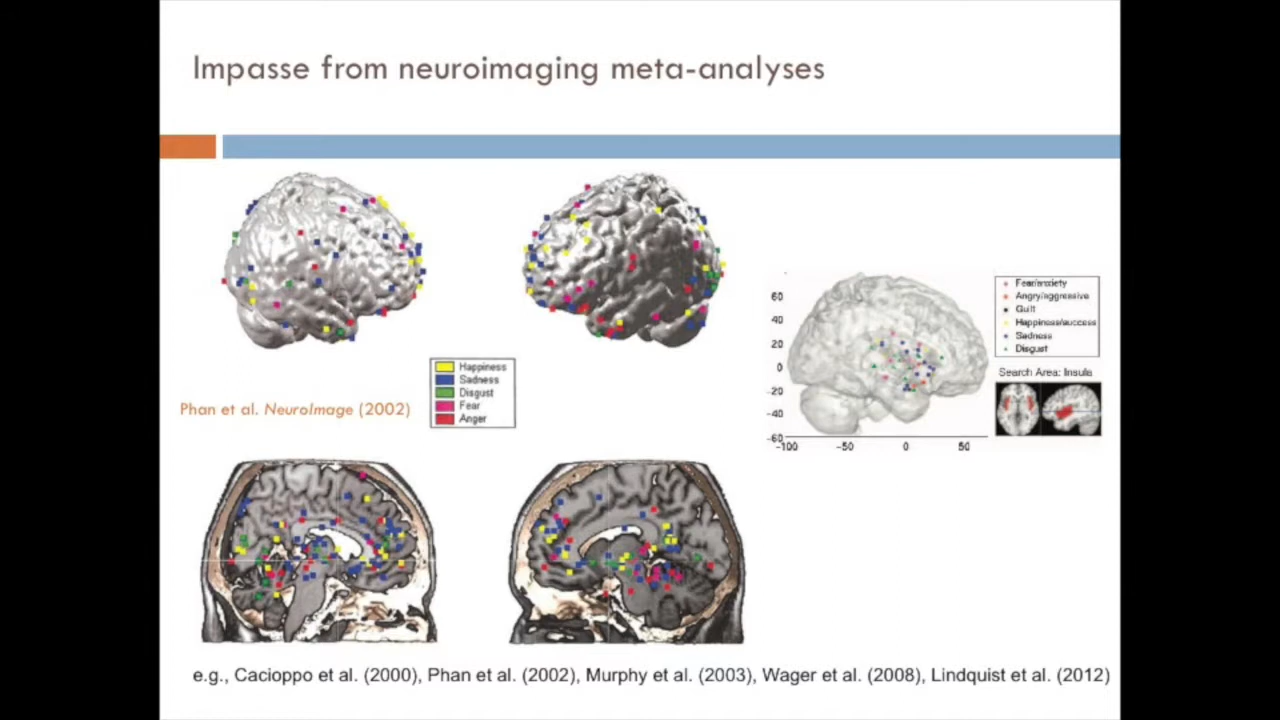 Impasse from neuroimaging meta-analyses
Happiness
Sadness
Disgust
Fear
Anger
Phan et al. NeuroImage (2002)
Fear/anxiety
Angry/aggressive
Guilt
Happiness/success
Sadness
Disgust
Search Area: Insula
60
40
20
0
-20
-40
-60
-100 -50 0 50
e.g., Cacioppo et al. (2000), Phan et al. (2002), Murphy et al. (2003), Wager et al. (2008), Lindquist et al. (2012)